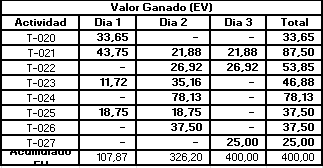 Valor Ganado (EV)
Actividad Dia 1 Dia 2 Dia 3 Total
T-020 33,65 - - 33,65
T-021 43,75 21,88 21,88 87,50
T-022 - 26,92 26,92 53,85
T-023 11,72 35,16 - 46,88
T-024 - 78,13 - 78,13
T-025 18,75 18,75 - 37,50
T-026 - 37,50 - 37,50
T-027 - - 25,00 25,00
Acumulado 107,87 326,20 400,00 400,00